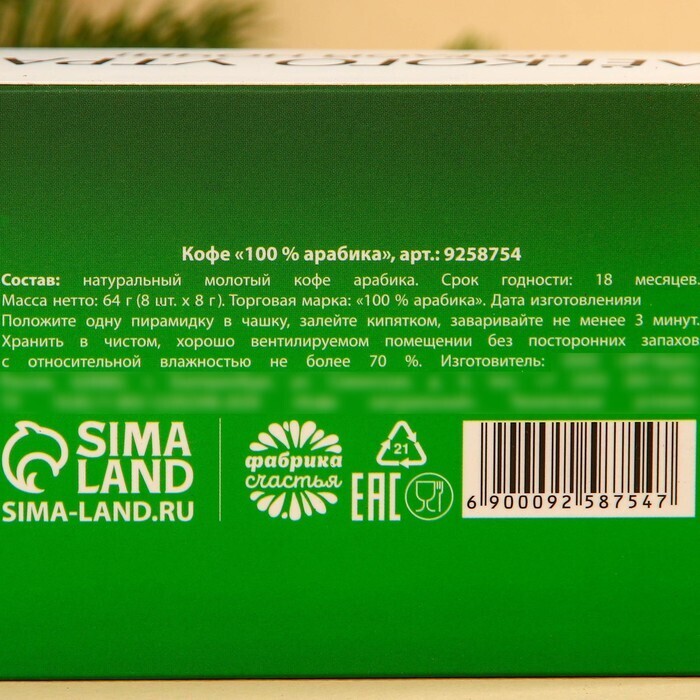 ЛЁГКОГО УТРА
Кофе «100 % арабика», арт.: 9258754
Состав: натуральный молотый кофе арабика. Срок годности: 18 месяцев.
Масса нетто: 64 г (8 шт. х 8 г). Торговая марка: «100 % арабика». Дата изготовленияи
Положите одну пирамидку в чашку, залейте кипятком, заваривайте не менее 3 минут.
Хранить в чистом, хорошо вентилируемом помещении без посторонних запахов
с относительной влажностью не более 70 %. Изготовитель:
SIMA
LAND
SIMA-LAND.RU
фабрика
счастья
21
EAC
6 900092 587547